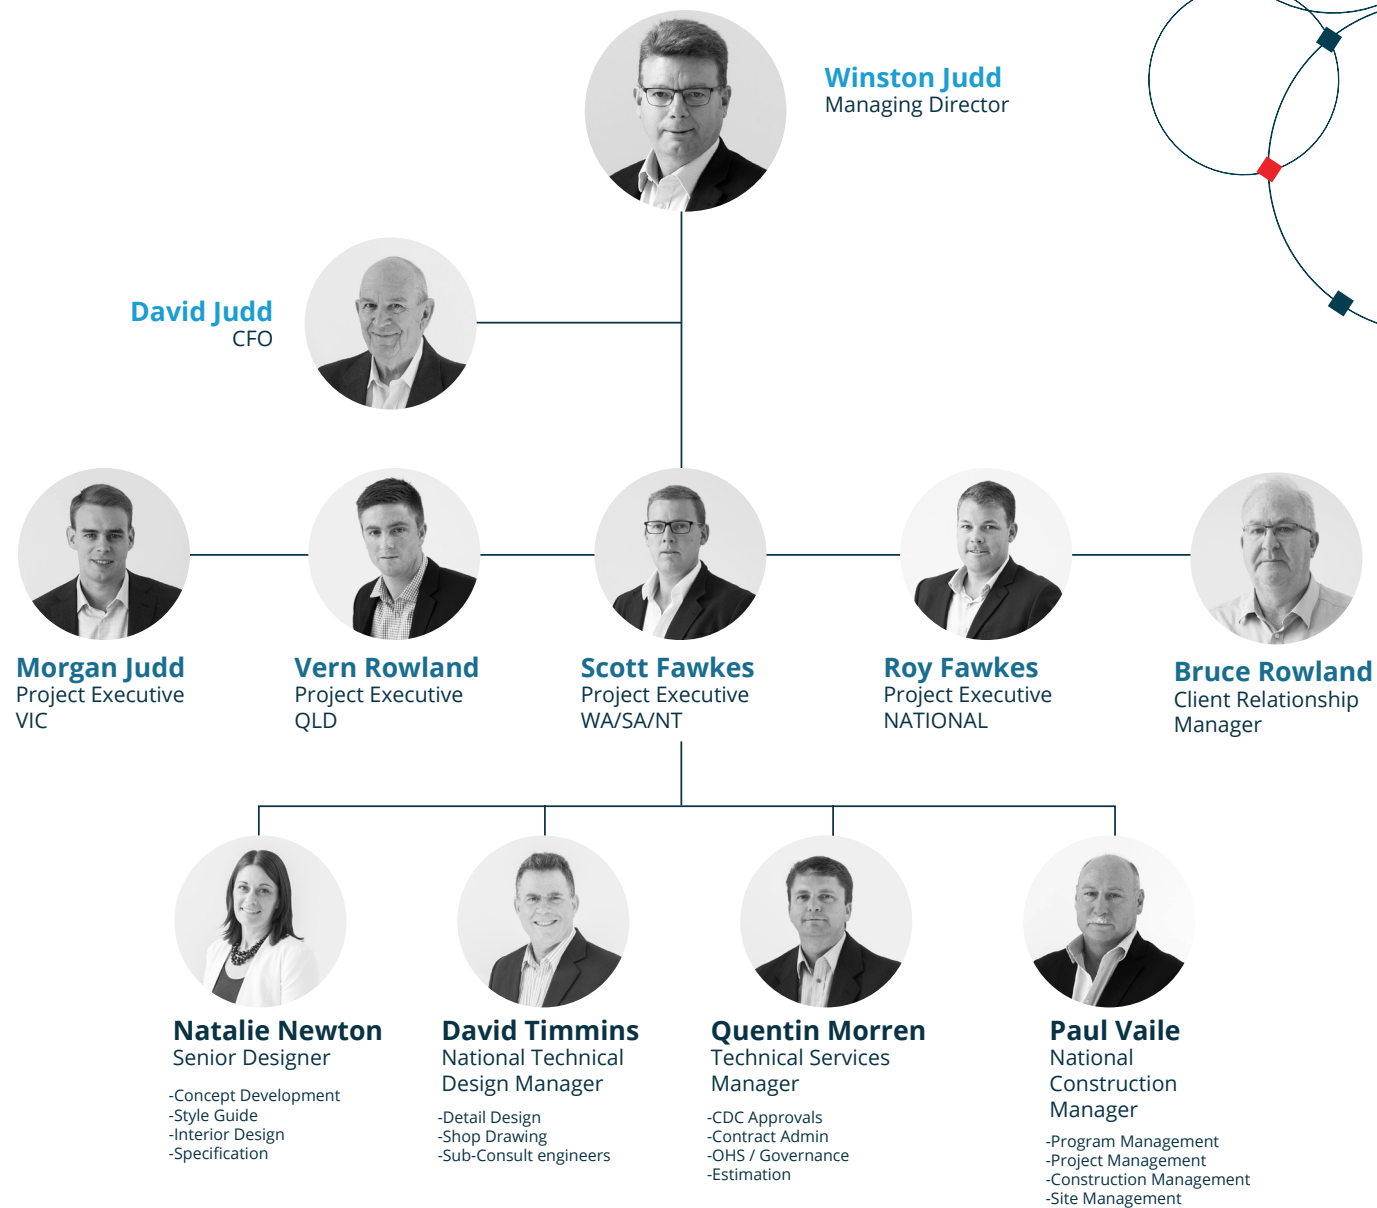 Winston Judd
Managing Director
David Judd
CFO
Morgan Judd
Project Executive
VIC
Vern Rowland
Project Executive
QLD
Scott Fawkes
Project Executive
WA/SA/NT
Roy Fawkes
Project Executive
NATIONAL
Bruce Rowland
Client Relationship
Manager
Natalie Newton
Senior Designer
-Concept Development
-Style Guide
-Interior Design
-Specification
David Timmins
National Technical
Design Manager
-Detail Design
-Shop Drawing
-Sub-Consult engineers
Quentin Morren
Technical Services
Manager
-CDC Approvals
-Contract Admin
-OHS / Governance
-Estimation
Paul Vaile
National
Construction
Manager
-Program Management
-Project Management
-Construction Management
-Site Management